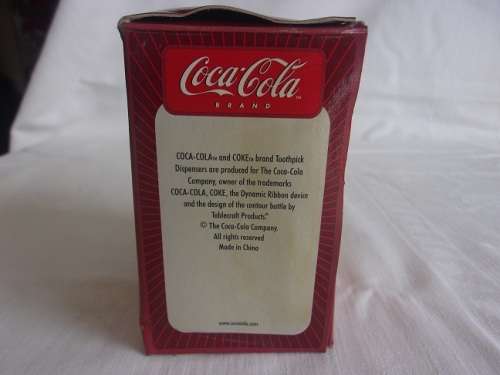 Coca-Cola™
BRAND
COCA-COLA™ and COKE™ brand Toothpick
Dispensers are produced for The Coca-Cola
Company, owner of the trademarks
COCA-COLA, COKE, the Dynamic Ribbon device
and the design of the contour bottle by
Tablecraft Products™
© The Coca-Cola Company.
All rights reserved
Made in China